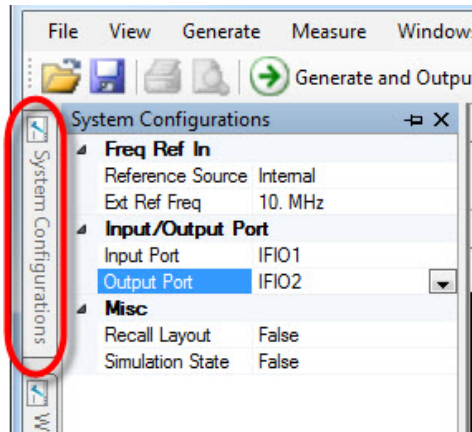 File View Generate Measure Window
Generate and Outpu
System Configurations
System Configurations
Freq Ref In
Reference Source Internal
Ext Ref Freq 10. MHz
Input/Output Port
Input Port IFIO1
Output Port IFIO2
Misc
Recall Layout False
Simulation State False
W